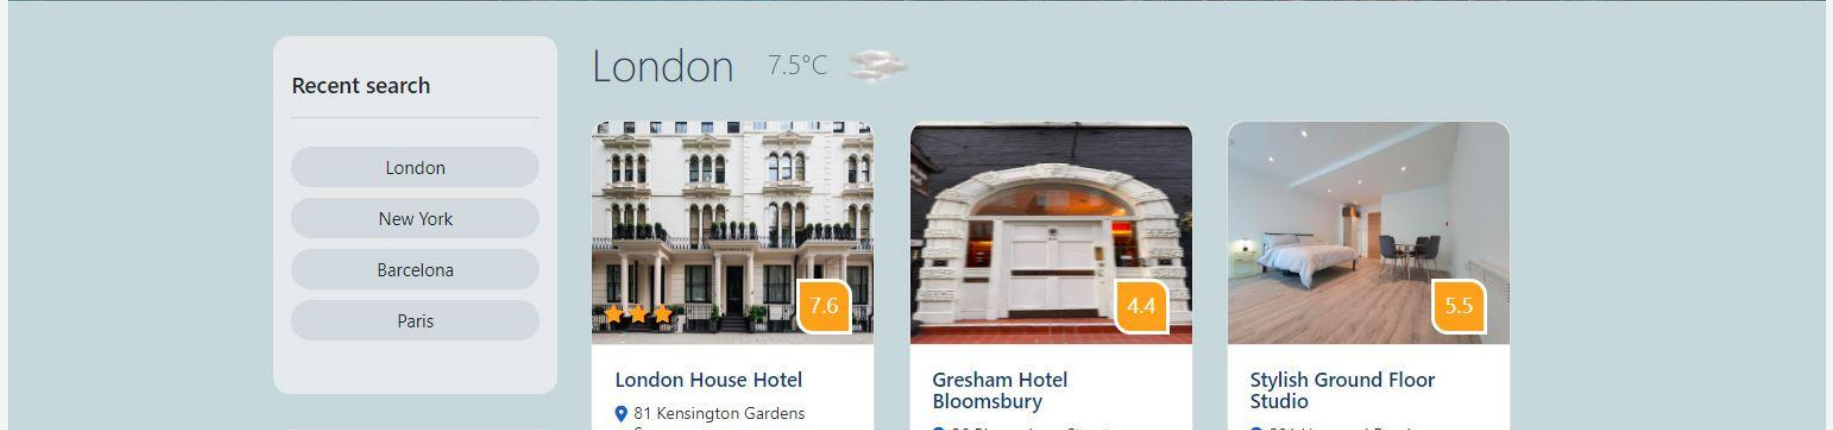 Recent search
London
New York
Barcelona
Paris
London 7.5°C
7.6
London House Hotel
81 Kensington Gardens
4.4
Gresham Hotel
Bloomsbury
5.5
Stylish Ground Floor
Studio